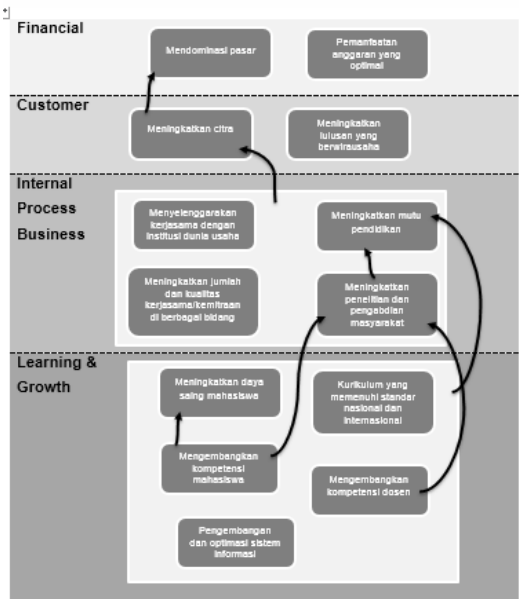 Financial
Mendominasi pasar
Pemanfaatan
anggaran yang
optimal
Customer
Meningkatkan citra
Meningkatkan
lulusan yang
berwirausaha
Internal
Process
Business
Menyelenggarakan
kerjasama dengan
institusi dunia usaha
Meningkatkan mutu
pendidikan
Meningkatkan jumlah
dan kualitas
kerjasama/kemitraan
di berbagai bidang
Meningkatkan
penelitian dan
pengabdian
masyarakat
Learning &
Growth
Meningkatkan daya
saing mahasiswa
Kurikulum yang
memenuhi standar
nasional dan
internasional
Mengembangkan
kompetensi
mahasiswa
Mengembangkan
kompetensi dosen
Pengembangan
dan optimasi sistem
informasi